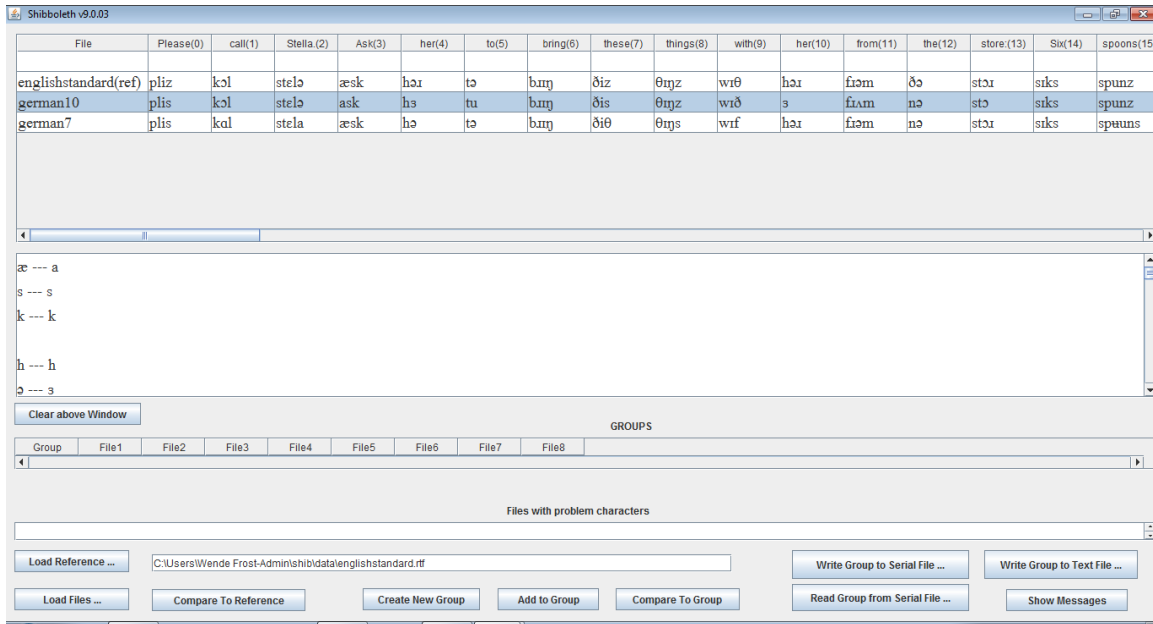 Shibboleth v9.0.03
File Please(0) call(1) Stella.(2) Ask(3) her(4) to(5) bring(6) these(7) things(8) with(9) her(10) from(11) the(12) store:(13) Six(14) spoons(15
englishstandard(ref) pliz kɔl stɛlə æsk həɹ tə bɹɪŋ ðiz θɪŋz wɪθ həɹ fɹəm ðə stɔɹ sɪks spunz
german10 plis kɔl stɛlə ask hɜ tu bɹɪŋ ðis θɪŋz wɪð ɜ fɹʌm nə stɔ sɪks spunz
german7 plis kɑl stɛla æsk hə tə bɹɪŋ ðiθ θɪŋs wɪf həɹ fɹəm nə stɔɹ sɪks spʉuns
æ --- a
s --- s
k --- k
h --- h
ə --- ɜ
Clear above Window
GROUPS
Group File1 File2 File3 File4 File5 File6 File7 File8
Files with problem characters
Load Reference ... C:\Users\Wende Frost-Admin\shib\data\englishstandard.rtf Write Group to Serial File ... Write Group to Text File ...
Load Files ... Compare To Reference Create New Group Add to Group Compare To Group Read Group from Serial File ... Show Messages